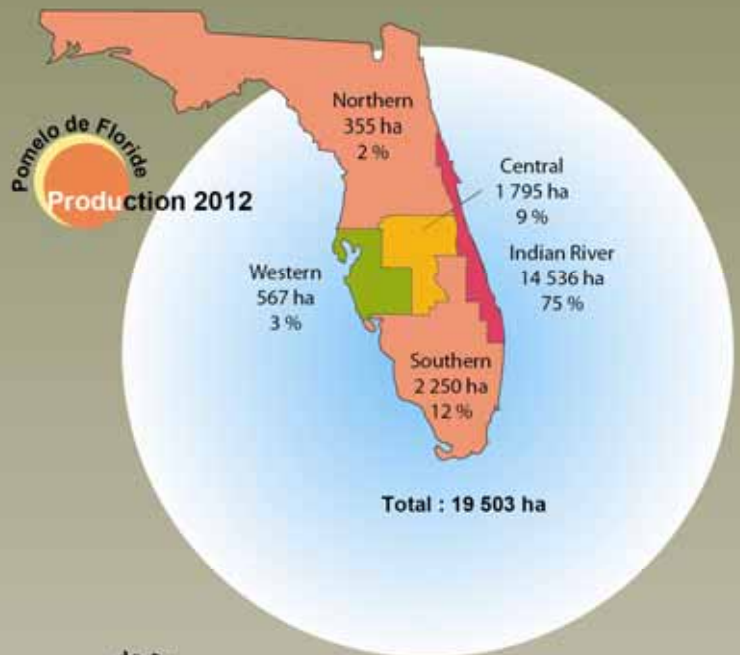 Pomelo de Floride
Production 2012
Northern
355 ha
2 %
Central
1 795 ha
9 %
Indian River
14 536 ha
75 %
Western
567 ha
3 %
Southern
2 250 ha
12 %
Total : 19 503 ha